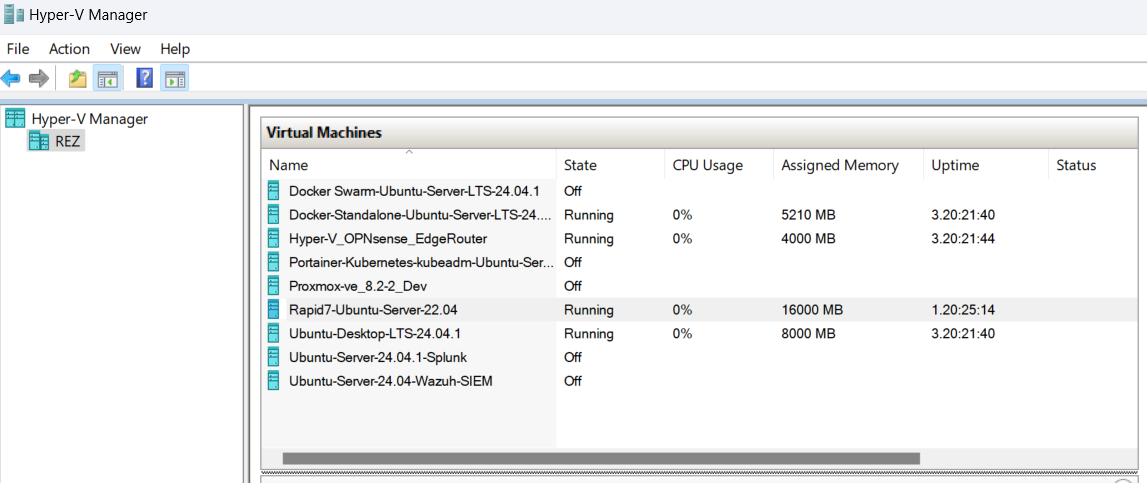 Hyper-V Manager
File Action View Help
Hyper-V Manager
REZ
Virtual Machines
Name State CPU Usage Assigned Memory Uptime Status
Docker Swarm-Ubuntu-Server-LTS-24.04.1 Off
Docker-Standalone-Ubuntu-Server-LTS-24.... Running 0% 5210 MB 3.20:21:40
Hyper-V_OPNsense_EdgeRouter Running 0% 4000 MB 3.20:21:44
Portainer-Kubernetes-kubeadm-Ubuntu-Ser... Off
Proxmox-ve_8.2-2_Dev Off
Rapid7-Ubuntu-Server-22.04 Running 0% 16000 MB 1.20:25:14
Ubuntu-Desktop-LTS-24.04.1 Running 0% 8000 MB 3.20:21:40
Ubuntu-Server-24.04.1-Splunk Off
Ubuntu-Server-24.04-Wazuh-SIEM Off